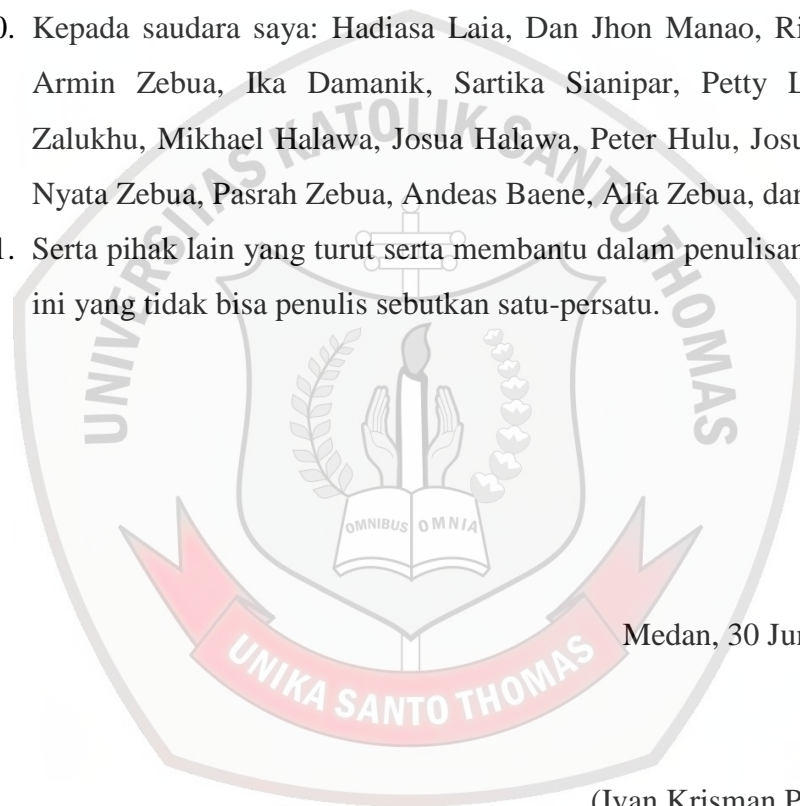 0. Kepada saudara saya: Hadiasa Laia, Dan Jhon Manao,
Armin Zebua, Ika Damanik, Sartika Sianipar, Petty
Zalukhu, Mikhael Halawa, Josua Halawa, Peter Hulu,
Nyata Zebua, Pasrah Zebua, Andeas Baene, Alfa Zebua, dan
1. Serta pihak lain yang turut serta membantu dalam penulisan
ini yang tidak bisa penulis sebutkan satu-persatu.
UNIVERSITAS KATOLIK SANTO THOMAS
OMNIBUS OMNIA
Medan, 30
UNIKA SANTO THOMAS
(Ivan Krisman